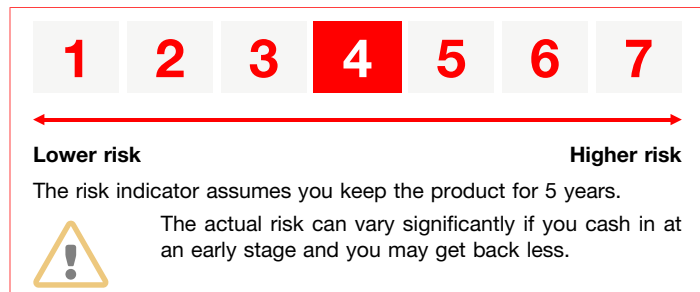 1 2 3 4 5 6 7
Lower risk Higher risk
The risk indicator assumes you keep the product for 5 years.
The actual risk can vary significantly if you cash in at
an early stage and you may get back less.